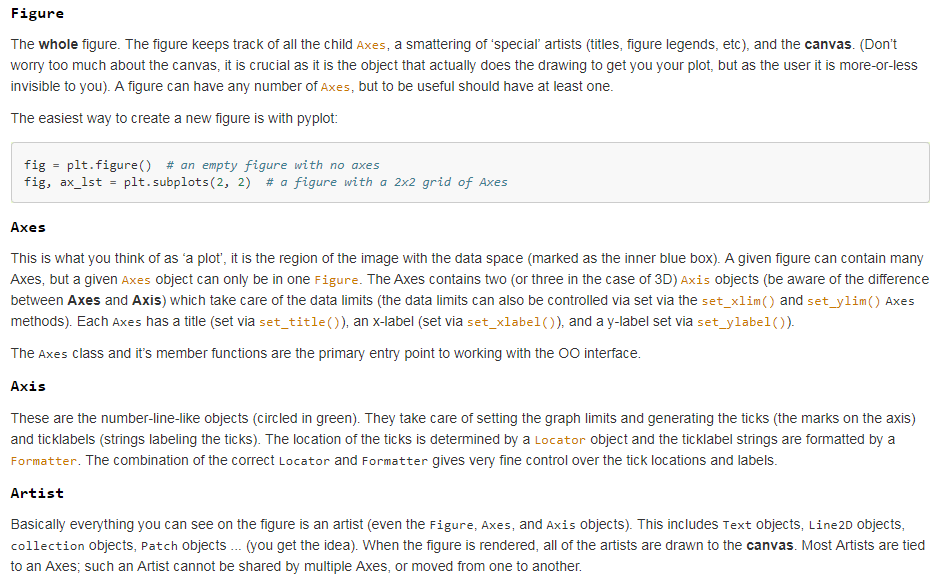 Figure
The whole figure. The figure keeps track of all the child Axes, a smattering of ‘special’ artists (titles, figure legends, etc), and the canvas. (Don’t
worry too much about the canvas, it is crucial as it is the object that actually does the drawing to get you your plot, but as the user it is more-or-less
invisible to you). A figure can have any number of Axes, but to be useful should have at least one.
The easiest way to create a new figure is with pyplot:
fig = plt.figure()  # an empty figure with no axes
fig, ax_lst = plt.subplots(2, 2)  # a figure with a 2x2 grid of Axes
Axes
This is what you think of as ‘a plot’, it is the region of the image with the data space (marked as the inner blue box). A given figure can contain many
Axes, but a given Axes object can only be in one Figure. The Axes contains two (or three in the case of 3D) Axis objects (be aware of the difference
between Axes and Axis) which take care of the data limits (the data limits can also be controlled via set via the set_xlim() and set_ylim() Axes
methods). Each Axes has a title (set via set_title()), an x-label (set via set_xlabel()), and a y-label set via set_ylabel()).
The Axes class and it’s member functions are the primary entry point to working with the OO interface.
Axis
These are the number-line-like objects (circled in green). They take care of setting the graph limits and generating the ticks (the marks on the axis)
and ticklabels (strings labeling the ticks). The location of the ticks is determined by a Locator object and the ticklabel strings are formatted by a
Formatter. The combination of the correct Locator and Formatter gives very fine control over the tick locations and labels.
Artist
Basically everything you can see on the figure is an artist (even the Figure, Axes, and Axis objects). This includes Text objects, Line2D objects,
collection objects, Patch objects ... (you get the idea). When the figure is rendered, all of the artists are drawn to the canvas. Most Artists are tied
to an Axes; such an Artist cannot be shared by multiple Axes, or moved from one to another.